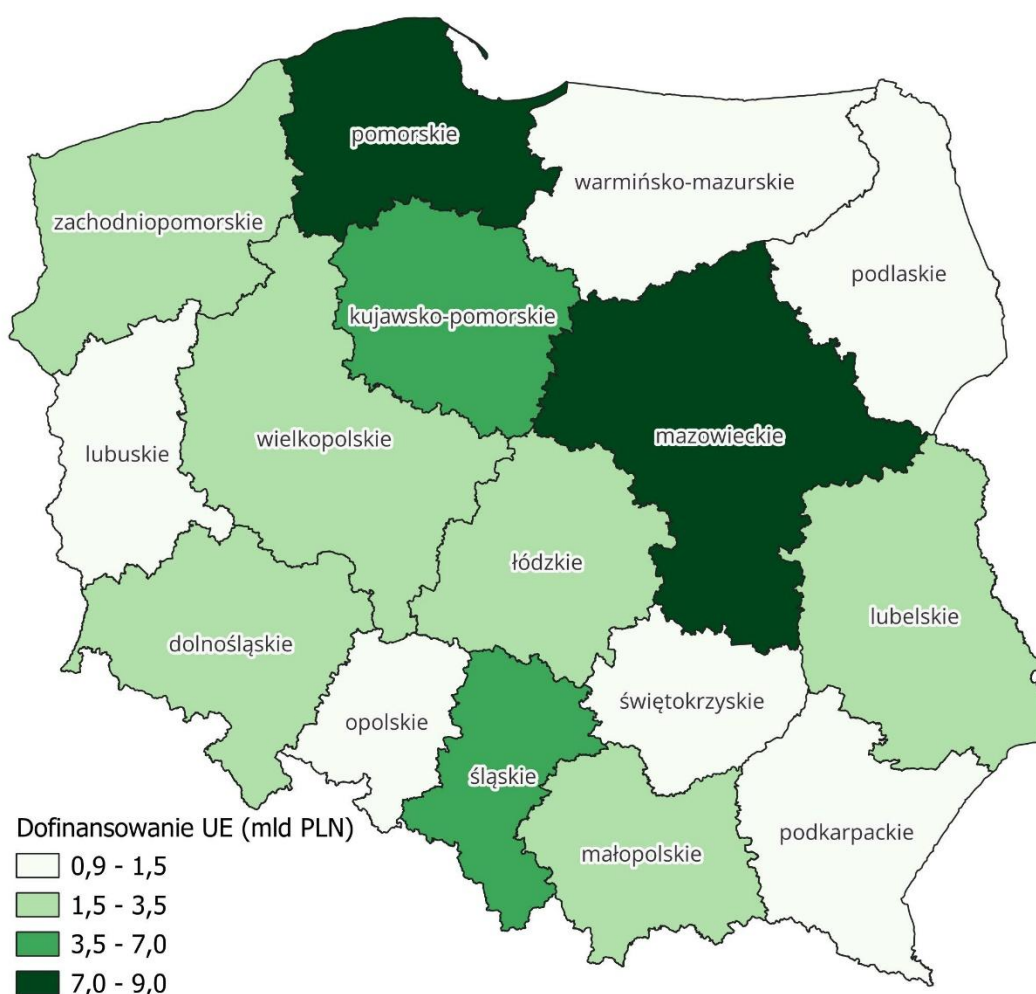 pomorskie
warmińsko-mazurskie
zachodniopomorskie
podlaskie
kujawsko-pomorskie
mazowieckie
wielkopolskie
lubuskie
łódzkie
lubelskie
dolnośląskie
świętokrzyskie
opolskie
śląskie
podkarpackie
małopolskie
Dofinansowanie UE (mld PLN)
0,9 - 1,5
1,5 - 3,5
3,5 - 7,0
7,0 - 9,0